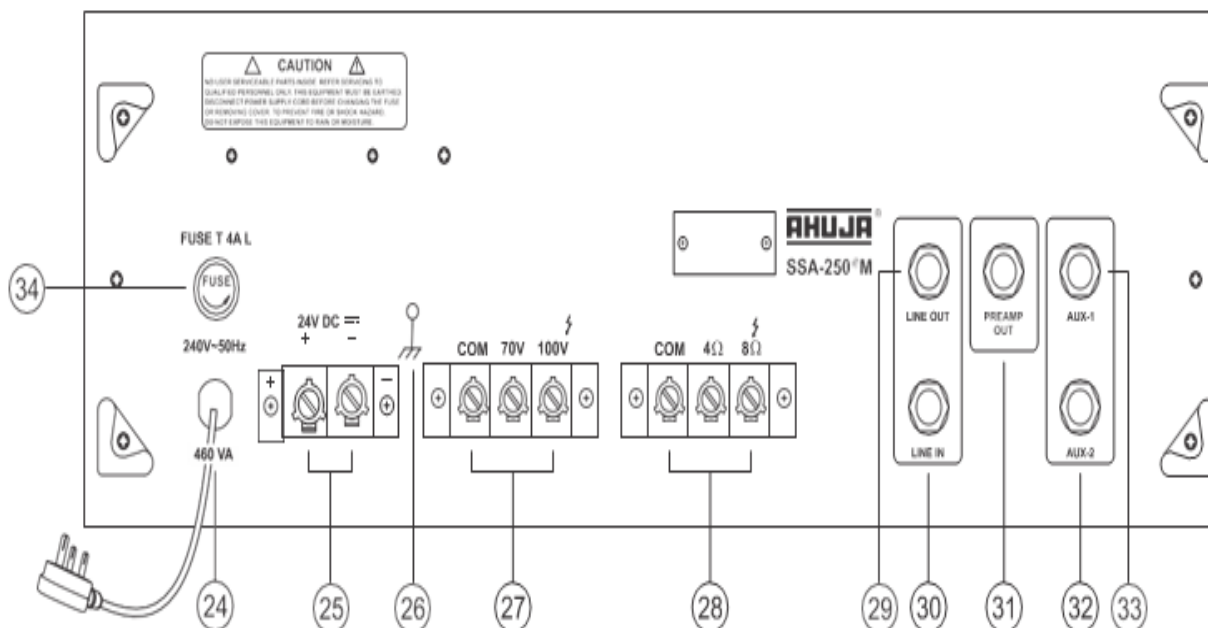 CAUTION
NO USER SERVICEABLE PARTS INSIDE. REFER SERVICING TO
QUALIFIED PERSONNEL ONLY. THIS EQUIPMENT MUST BE EARTHED.
DISCONNECT POWER SUPPLY CORD BEFORE CHANGING THE FUSE
OR REMOVING COVER. TO PREVENT FIRE OR SHOCK HAZARD,
DO NOT EXPOSE THIS EQUIPMENT TO RAIN OR MOISTURE.
AHUJA®
SSA-250 M
FUSE T 4A L
FUSE
34
240V~50Hz
460 VA
24V DC
+ −
+ −
COM 70V 100V
COM 4Ω 8Ω
LINE OUT
LINE IN
PREAMP
OUT
AUX-1
AUX-2
24 25 26 27 28 29 30 31 32 33